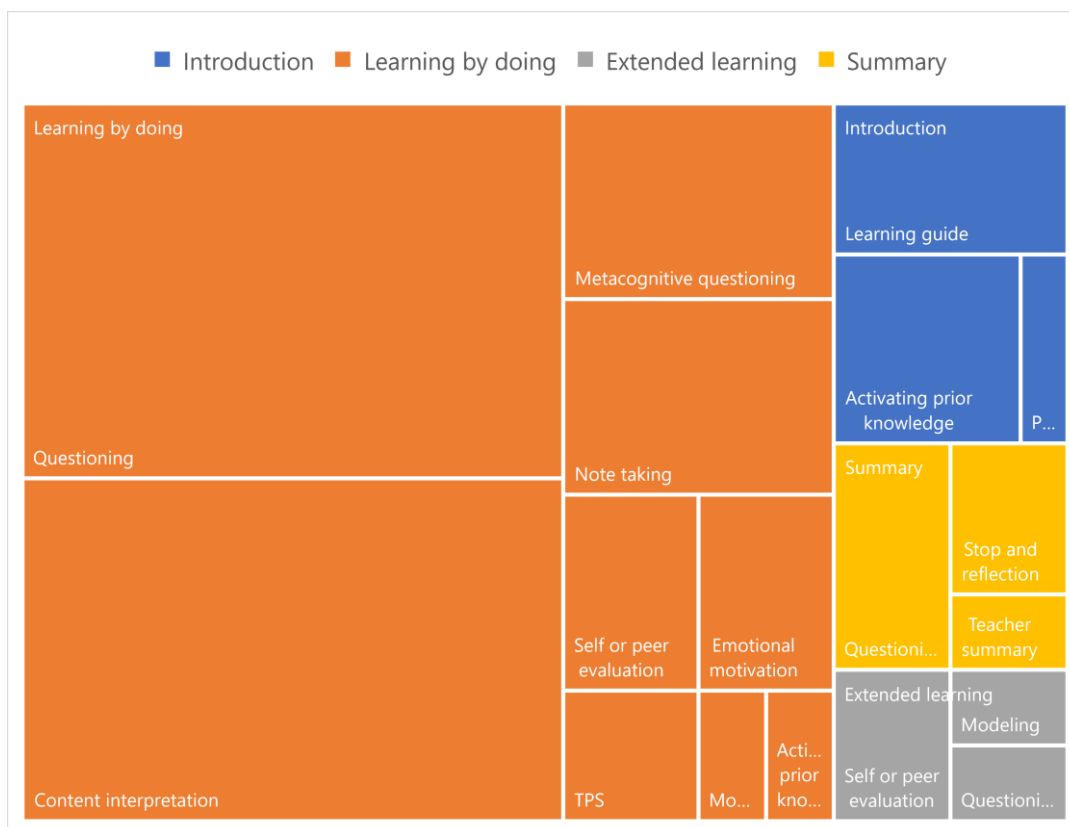 Introduction
Learning by doing
Extended learning
Summary
Learning by doing
Questioning
Content interpretation
Metacognitive questioning
Note taking
Self or peer
evaluation
Emotional
motivation
TPS
Mo...
Acti...
prior
kno...
Introduction
Learning guide
Activating prior
knowledge
P...
Summary
Questioni...
Stop and
reflection
Teacher
summary
Extended learning
Self or peer
evaluation
Modeling
Questioni...